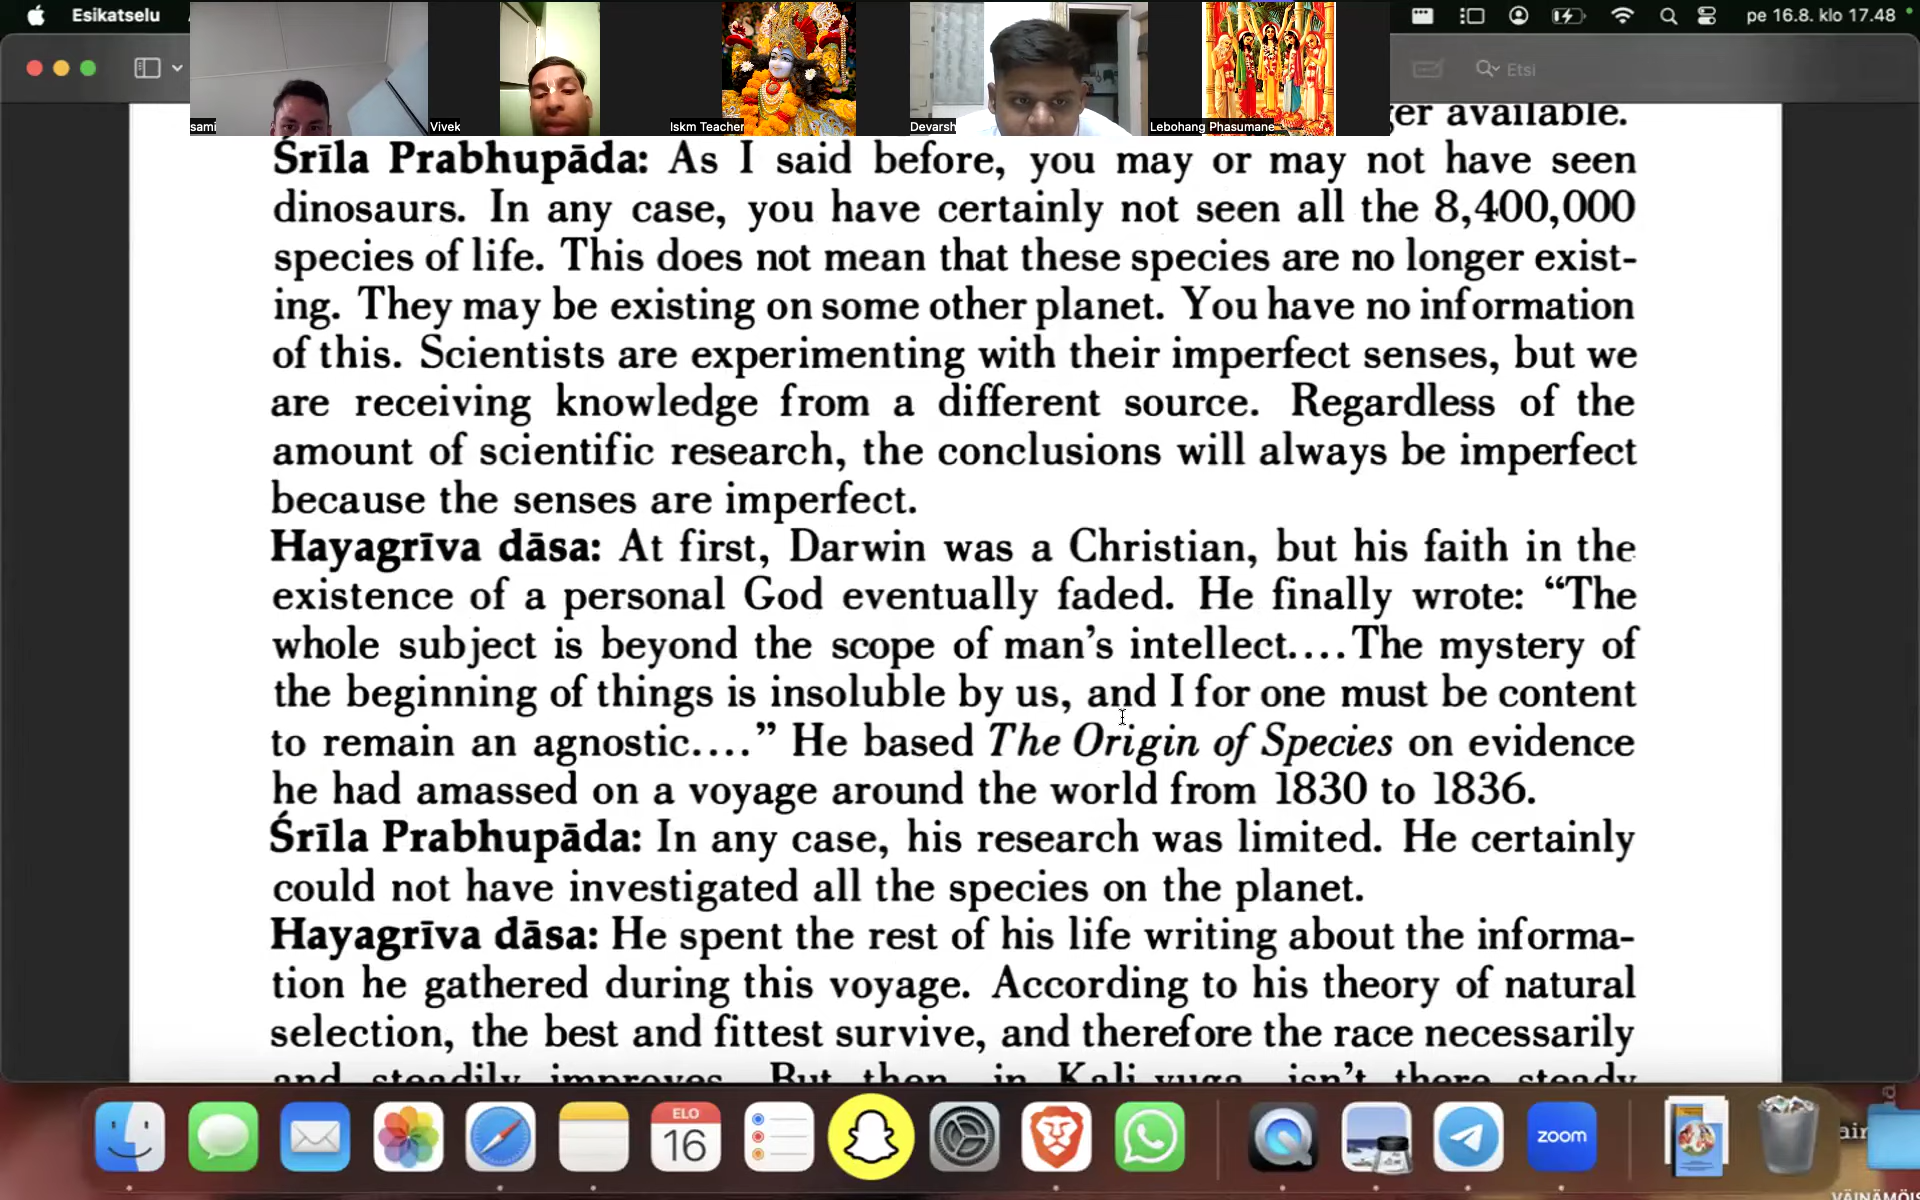 Esikatselu
pe 16.8. klo 17.48
Etsi
sami
Vivek
Iskm Teacher
Devarsh
Lebohang Phasumane
ger available.
Śrīla Prabhupāda: As I said before, you may or may not have seen
dinosaurs. In any case, you have certainly not seen all the 8,400,000
species of life. This does not mean that these species are no longer exist-
ing. They may be existing on some other planet. You have no information
of this. Scientists are experimenting with their imperfect senses, but we
are receiving knowledge from a different source. Regardless of the
amount of scientific research, the conclusions will always be imperfect
because the senses are imperfect.
Hayagrīva dāsa: At first, Darwin was a Christian, but his faith in the
existence of a personal God eventually faded. He finally wrote: “The
whole subject is beyond the scope of man’s intellect....The mystery of
the beginning of things is insoluble by us, and I for one must be content
to remain an agnostic....” He based The Origin of Species on evidence
he had amassed on a voyage around the world from 1830 to 1836.
Śrīla Prabhupāda: In any case, his research was limited. He certainly
could not have investigated all the species on the planet.
Hayagrīva dāsa: He spent the rest of his life writing about the informa-
tion he gathered during this voyage. According to his theory of natural
selection, the best and fittest survive, and therefore the race necessarily
and steadily improves. But then, in Kali-yuga, isn’t there steady
ELO
16
zoom